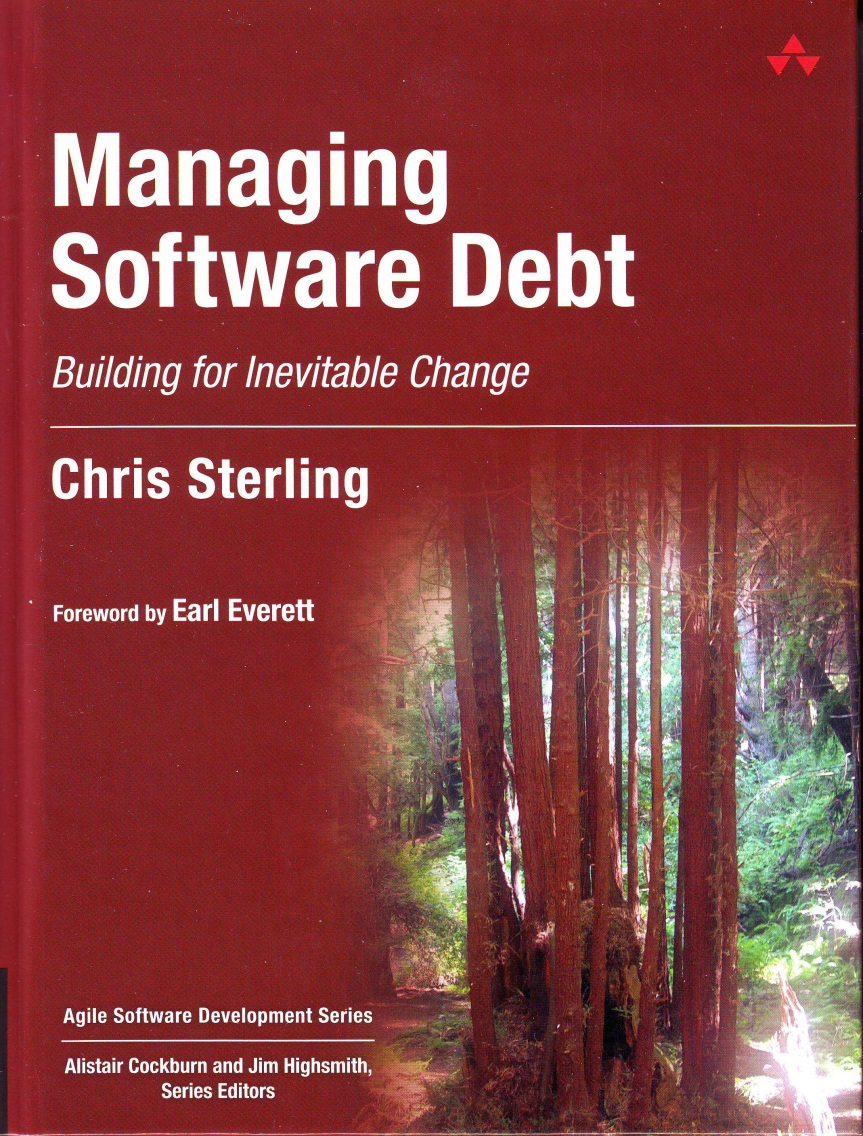 Managing
Software Debt
Building for Inevitable Change
Chris Sterling
Foreword by Earl Everett
Agile Software Development Series
Alistair Cockburn and Jim Highsmith,
Series Editors